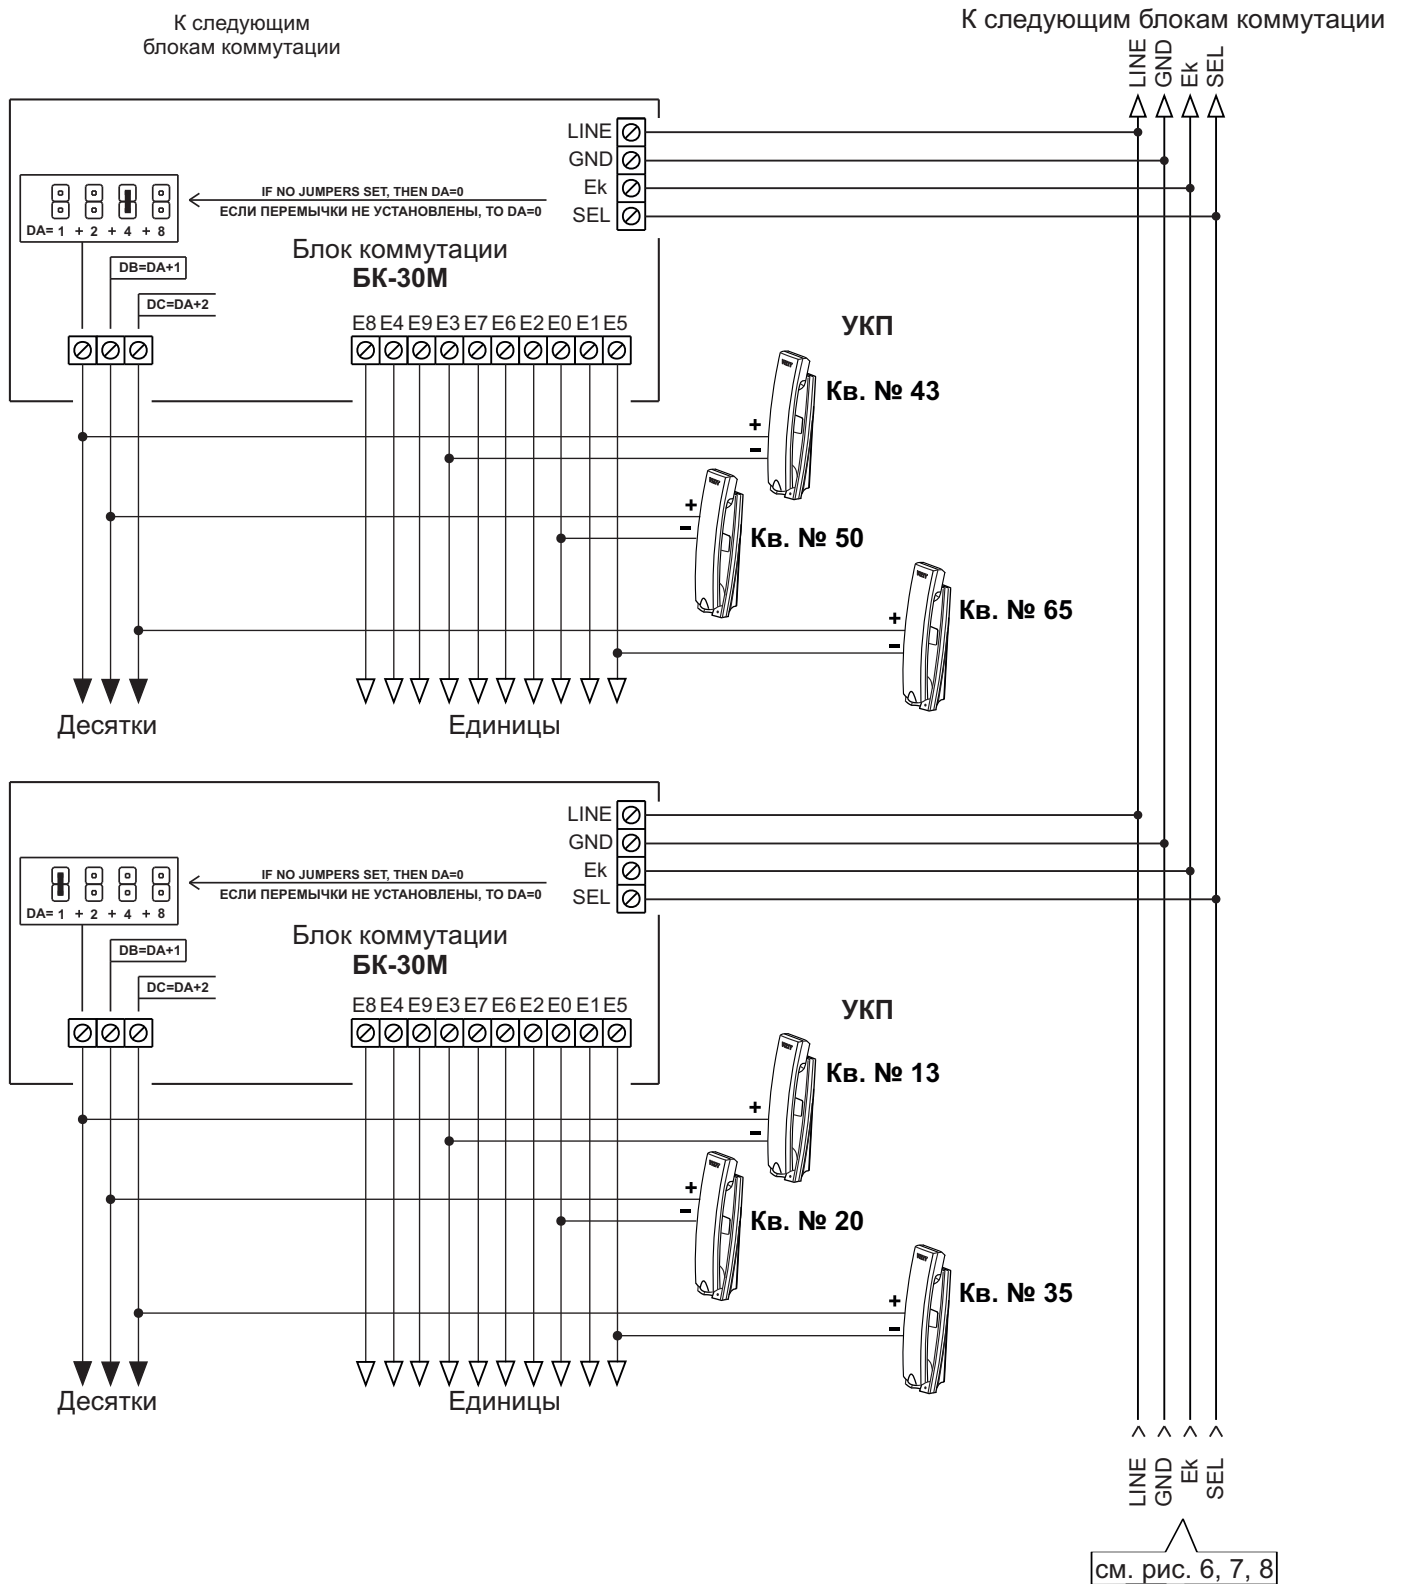 К следующим
блокам коммутации
К следующим блокам коммутации
LINE
GND
Ek
SEL
LINE
GND
Ek
SEL
IF NO JUMPERS SET, THEN DA=0
ЕСЛИ ПЕРЕМЫЧКИ НЕ УСТАНОВЛЕНЫ, ТО DA=0
DA= 1 + 2 + 4 + 8
Блок коммутации
БК-30М
DB=DA+1
DC=DA+2
E8 E4 E9 E3 E7 E6 E2 E0 E1 E5
УКП
Кв. № 43
+
−
Кв. № 50
+
−
Кв. № 65
+
−
Десятки
Единицы
LINE
GND
Ek
SEL
IF NO JUMPERS SET, THEN DA=0
ЕСЛИ ПЕРЕМЫЧКИ НЕ УСТАНОВЛЕНЫ, ТО DA=0
DA= 1 + 2 + 4 + 8
Блок коммутации
БК-30М
DB=DA+1
DC=DA+2
E8 E4 E9 E3 E7 E6 E2 E0 E1 E5
УКП
Кв. № 13
+
−
Кв. № 20
+
−
Кв. № 35
+
−
Десятки
Единицы
LINE
GND
Ek
SEL
см. рис. 6, 7, 8